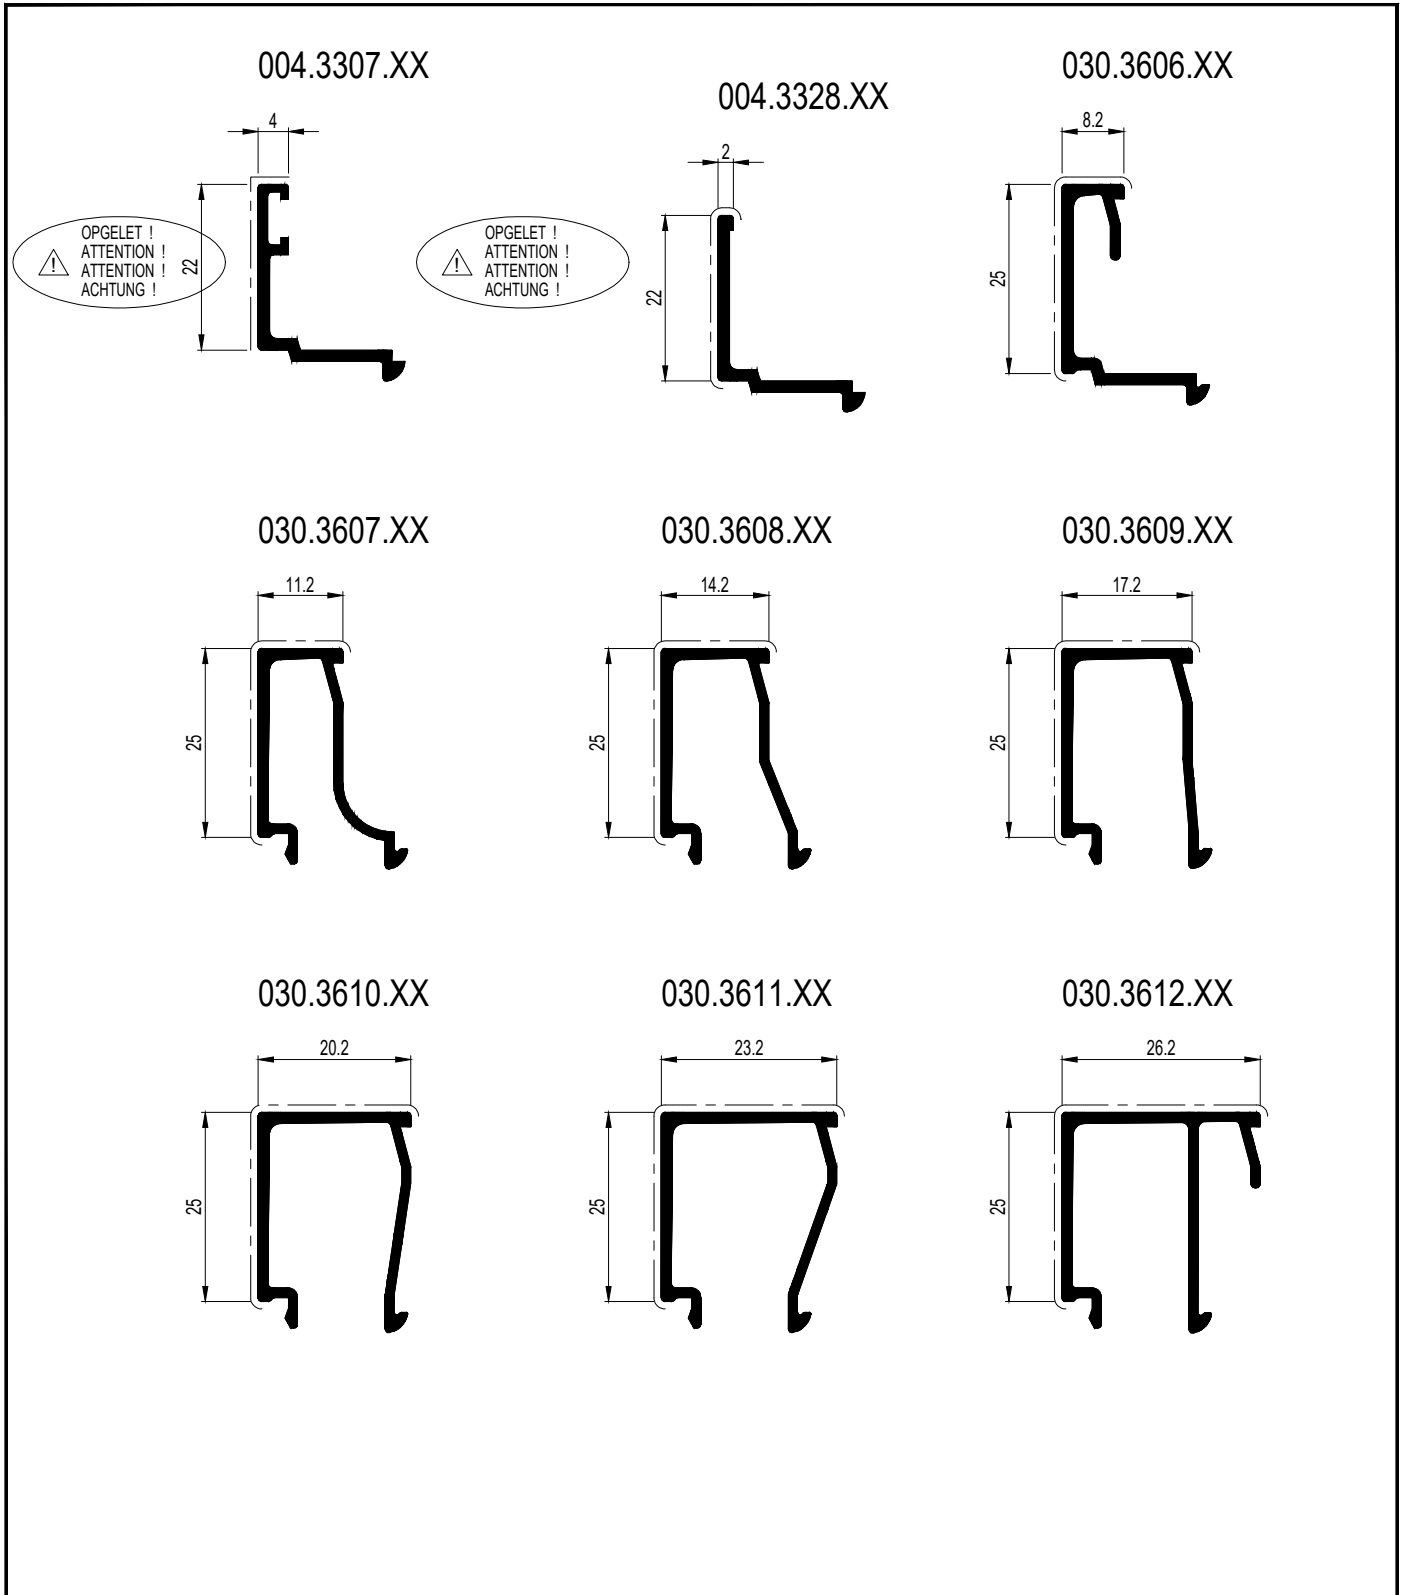 004.3307.XX
004.3328.XX
030.3606.XX
4
2
8.2
OPGELET !
ATTENTION !
ATTENTION !
ACHTUNG !
!
22
OPGELET !
ATTENTION !
ATTENTION !
ACHTUNG !
!
22
25
030.3607.XX
030.3608.XX
030.3609.XX
11.2
14.2
17.2
25
25
25
030.3610.XX
030.3611.XX
030.3612.XX
20.2
23.2
26.2
25
25
25